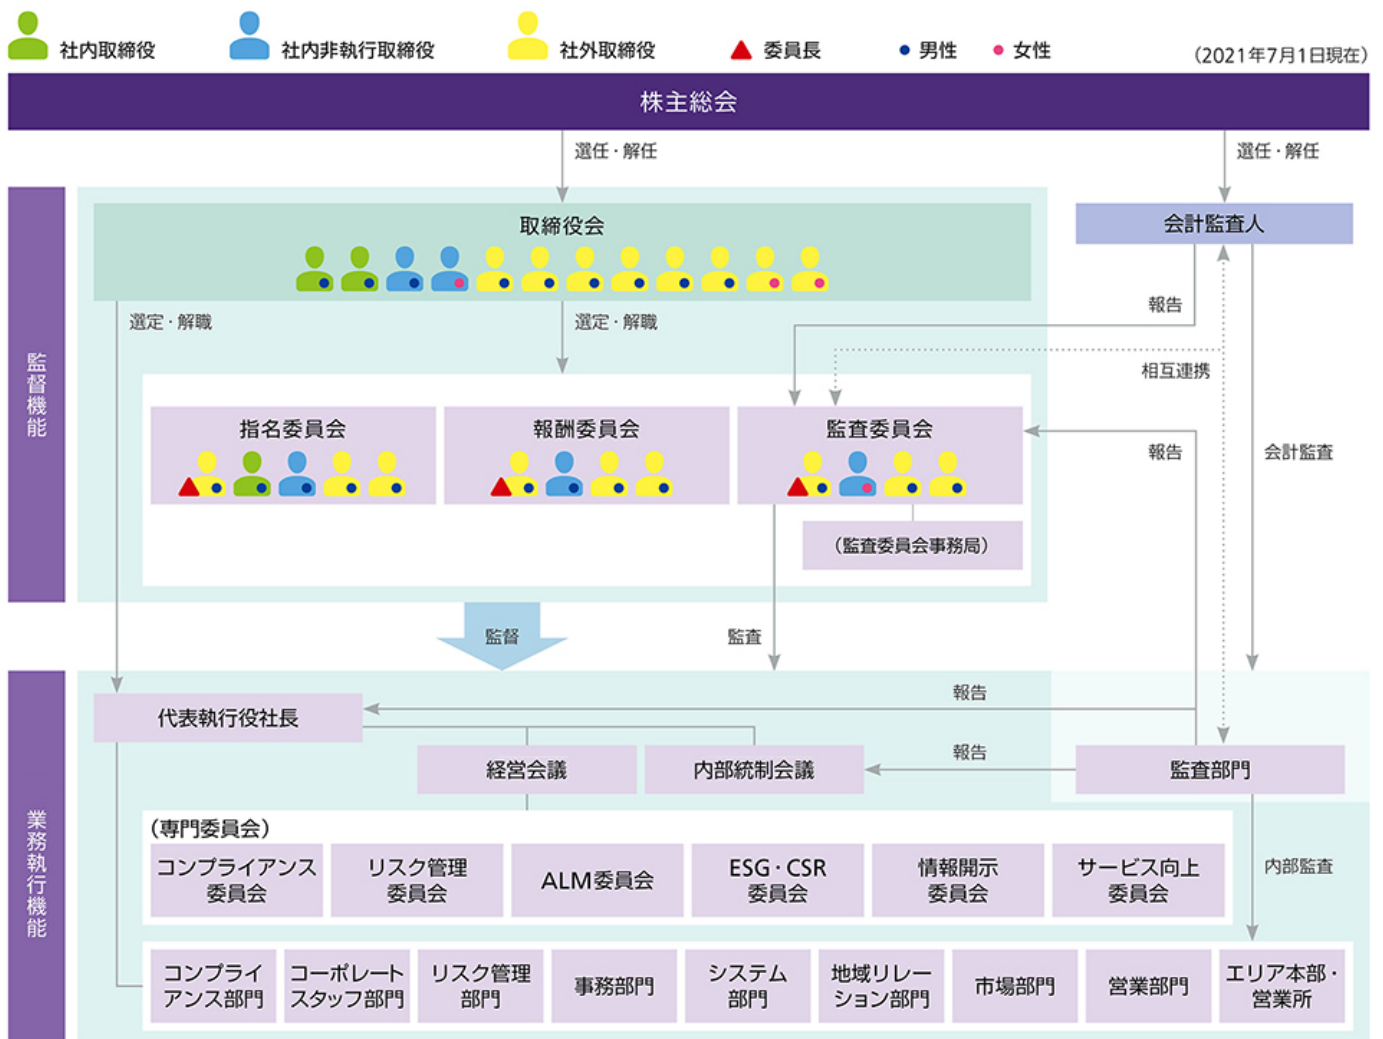 社内取締役
社内非執行取締役
社外取締役
委員長
男性
女性
(2021年7月1日現在)
株主総会
選任・解任
選任・解任
監督機能
取締役会
会計監査人
選定・解職
選定・解職
報告
相互連携
指名委員会
報酬委員会
監査委員会
報告
会計監査
(監査委員会事務局)
監督
監査
業務執行機能
報告
代表執行役社長
経営会議
内部統制会議
報告
監査部門
(専門委員会)
コンプライアンス
委員会
リスク管理
委員会
ALM委員会
ESG・CSR
委員会
情報開示
委員会
サービス向上
委員会
内部監査
コンプライ
アンス部門
コーポレート
スタッフ部門
リスク管理
部門
事務部門
システム
部門
地域リレー
ション部門
市場部門
営業部門
エリア本部・
営業所